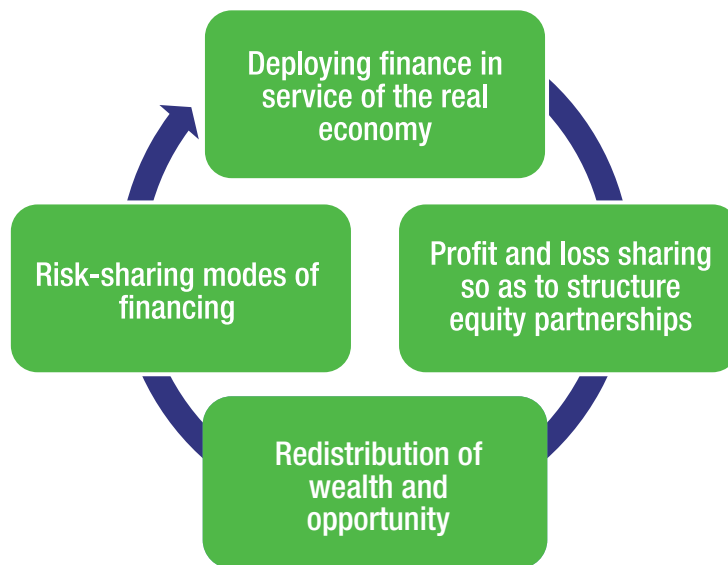 Deploying finance in
service of the real
economy
Profit and loss sharing
so as to structure
equity partnerships
Redistribution of
wealth and
opportunity
Risk-sharing modes of
financing